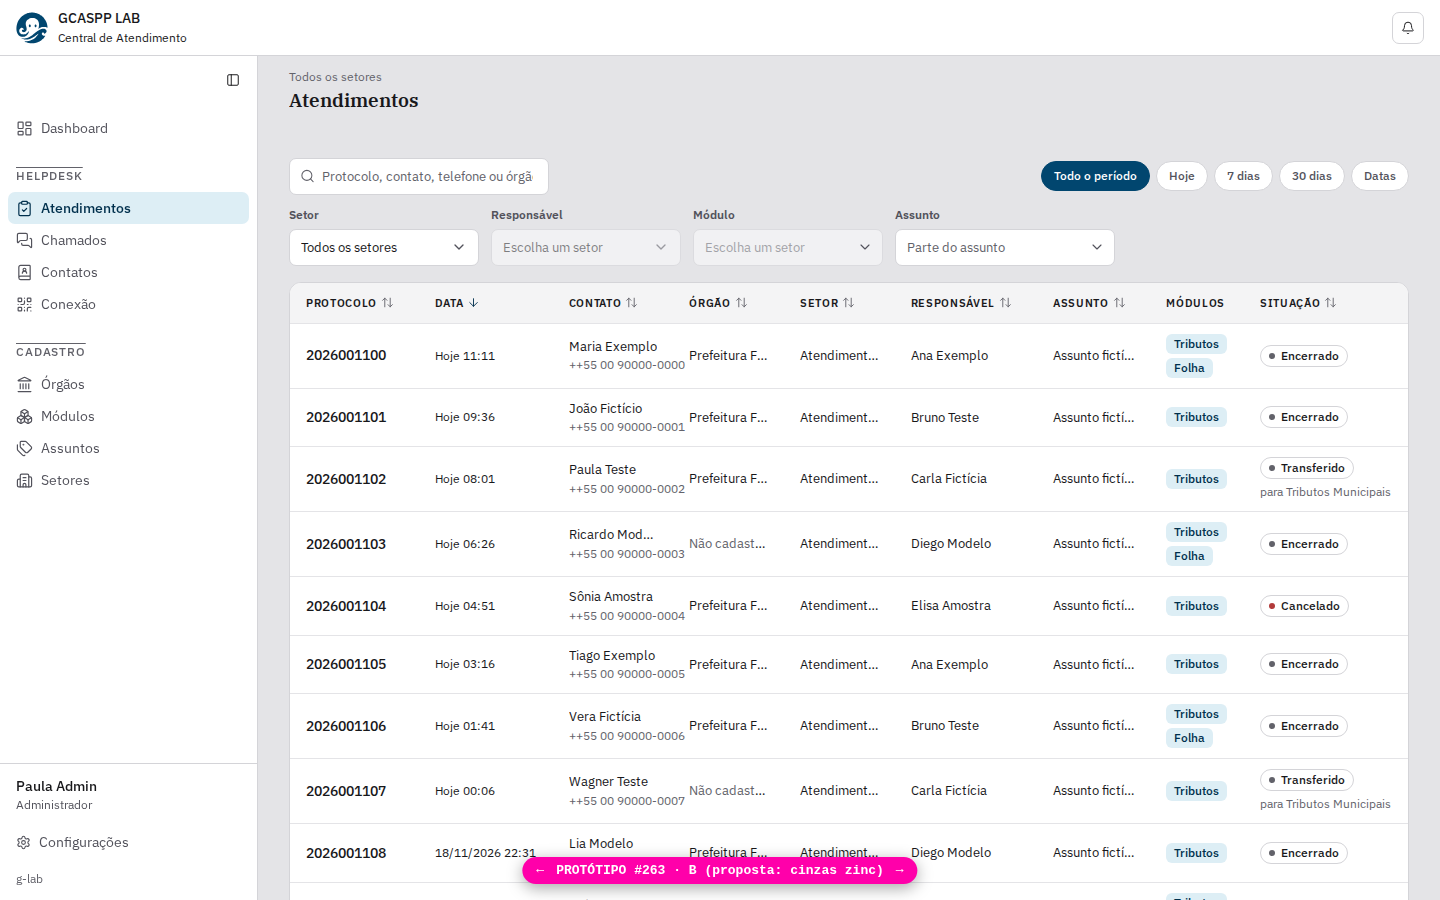 GCASPP LAB
Central de Atendimento
Dashboard
HELPDESK
Atendimentos
Chamados
Contatos
Conexão
CADASTRO
Órgãos
Módulos
Assuntos
Setores
Paula Admin
Administrador
Configurações
g-lab
Todos os setores
Atendimentos
Protocolo, contato, telefone ou órgã
Todo o período Hoje 7 dias 30 dias Datas
Setor Responsável Módulo Assunto
Todos os setores Escolha um setor Escolha um setor Parte do assunto
PROTOCOLO DATA CONTATO ÓRGÃO SETOR RESPONSÁVEL ASSUNTO MÓDULOS SITUAÇÃO
2026001100 Hoje 11:11 Maria Exemplo ++55 00 90000-0000 Prefeitura F... Atendiment... Ana Exemplo Assunto fictí... Tributos Folha Encerrado
2026001101 Hoje 09:36 João Fictício ++55 00 90000-0001 Prefeitura F... Atendiment... Bruno Teste Assunto fictí... Tributos Encerrado
2026001102 Hoje 08:01 Paula Teste ++55 00 90000-0002 Prefeitura F... Atendiment... Carla Fictícia Assunto fictí... Tributos Transferido para Tributos Municipais
2026001103 Hoje 06:26 Ricardo Mod... ++55 00 90000-0003 Não cadast... Atendiment... Diego Modelo Assunto fictí... Tributos Folha Encerrado
2026001104 Hoje 04:51 Sônia Amostra ++55 00 90000-0004 Prefeitura F... Atendiment... Elisa Amostra Assunto fictí... Tributos Cancelado
2026001105 Hoje 03:16 Tiago Exemplo ++55 00 90000-0005 Prefeitura F... Atendiment... Ana Exemplo Assunto fictí... Tributos Encerrado
2026001106 Hoje 01:41 Vera Fictícia ++55 00 90000-0006 Prefeitura F... Atendiment... Bruno Teste Assunto fictí... Tributos Folha Encerrado
2026001107 Hoje 00:06 Wagner Teste ++55 00 90000-0007 Não cadast... Atendiment... Carla Fictícia Assunto fictí... Tributos Transferido para Tributos Municipais
2026001108 18/11/2026 22:31 Lia Modelo Prefeitura F... Atendiment... Diego Modelo Assunto fictí... Tributos Encerrado
← PROTÓTIPO #263 · B (proposta: cinzas zinc) →